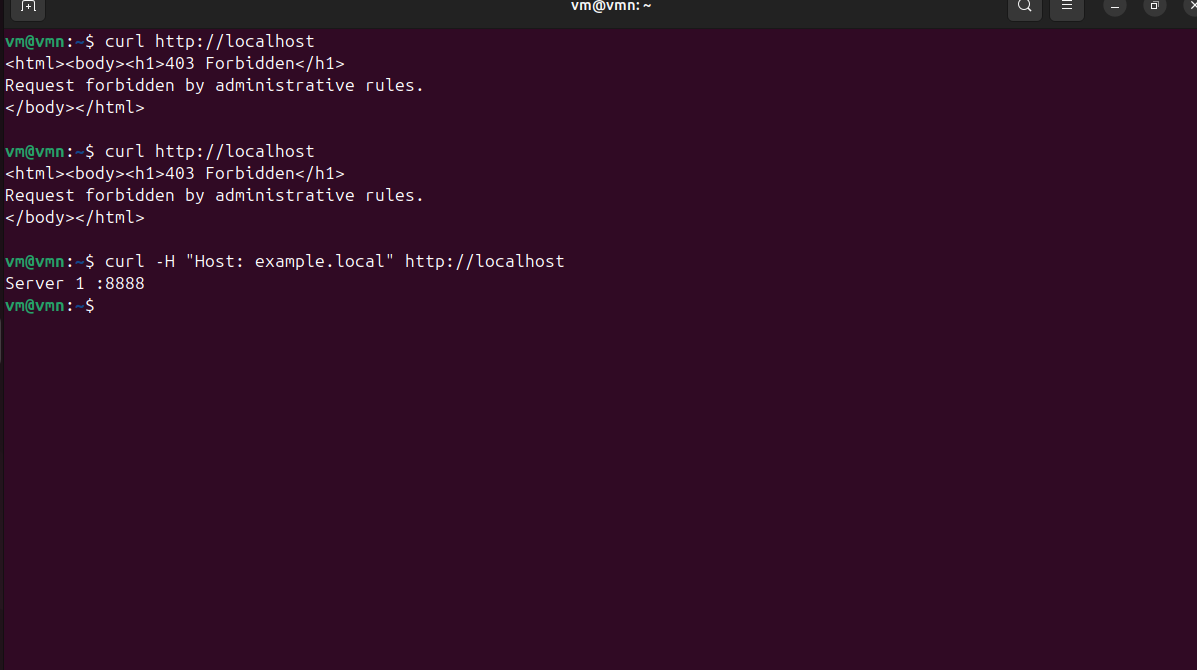 vm@vmn: ~
vm@vmn:~$ curl http://localhost
<html><body><h1>403 Forbidden</h1>
Request forbidden by administrative rules.
</body></html>
vm@vmn:~$ curl http://localhost
<html><body><h1>403 Forbidden</h1>
Request forbidden by administrative rules.
</body></html>
vm@vmn:~$ curl -H "Host: example.local" http://localhost
Server 1 :8888
vm@vmn:~$